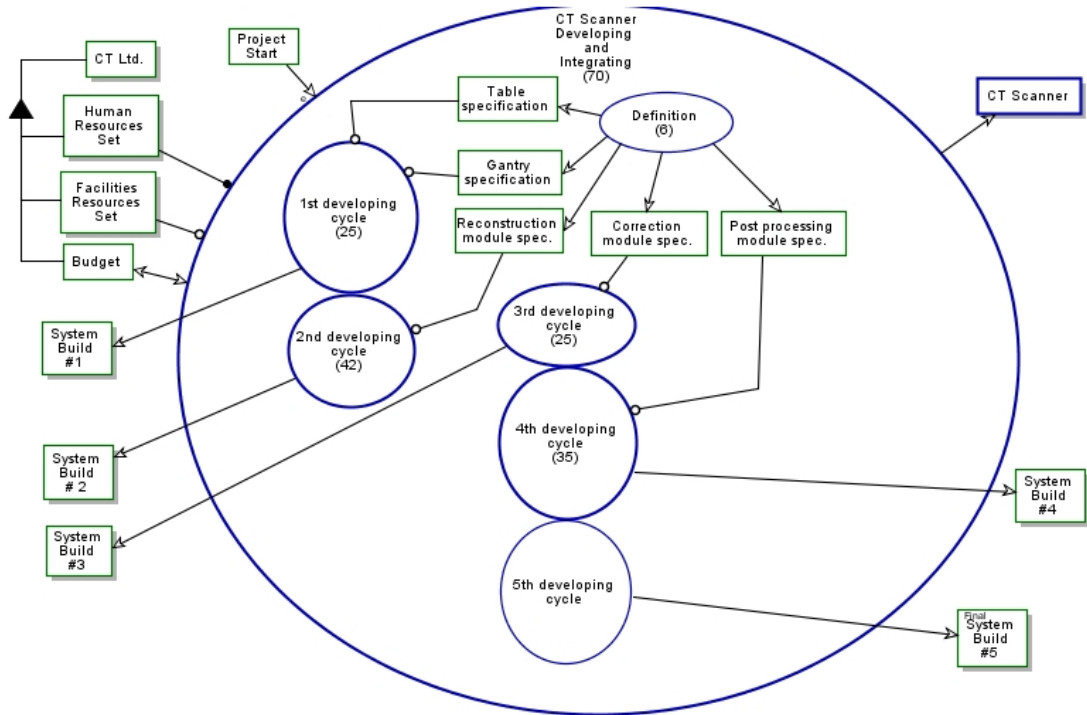 CT Scanner
Developing
and
Integrating
(70)
Project
Start
CT Ltd.
Human
Resources
Set
Facilities
Resources
Set
Budget
Table
specification
Definition
(6)
CT Scanner
Gantry
specification
1st developing
cycle
(25)
Reconstruction
module spec.
Correction
module spec.
Post processing
module spec.
System
Build
#1
2nd developing
cycle
(42)
3rd developing
cycle
(25)
4th developing
cycle
(35)
System
Build
# 2
System
Build
#3
System
Build
#4
5th developing
cycle
Final
System
Build
#5